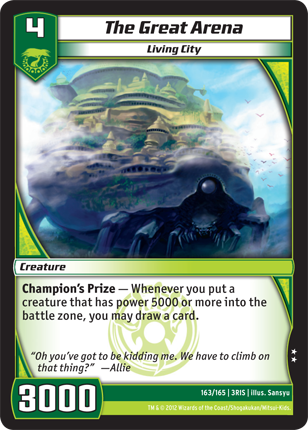 4
The Great Arena
Living City
Creature
Champion's Prize — Whenever you put a
creature that has power 5000 or more into the
battle zone, you may draw a card.
"Oh you've got to be kidding me. We have to climb on
that thing?" —Allie
3000
163/165 | 3RIS | illus. Sansyu
TM & © 2012 Wizards of the Coast/Shogakukan/Mitsui-Kids.